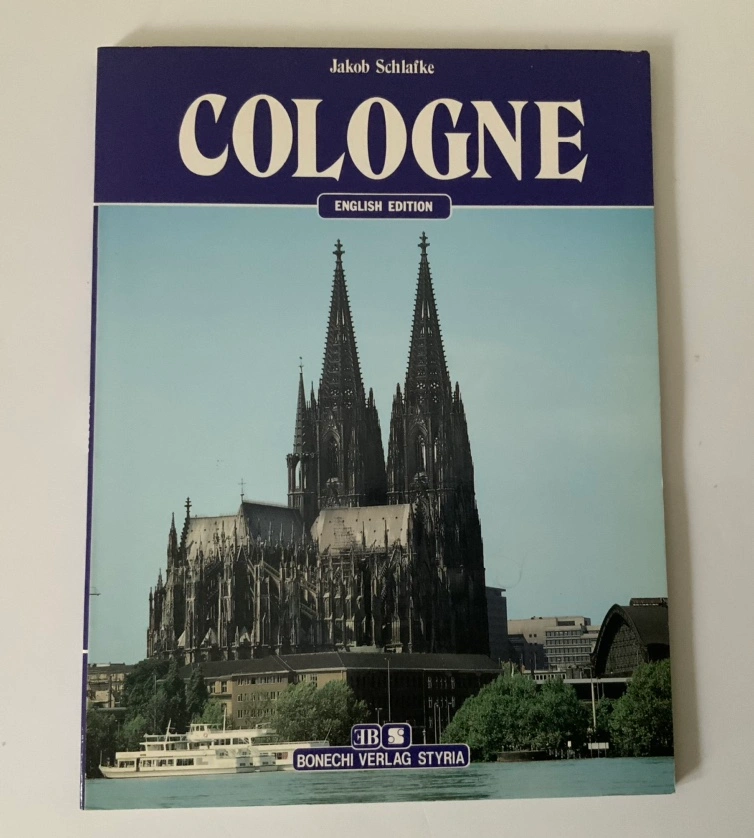 Jakob Schlafke
COLOGNE
ENGLISH EDITION
EB S
BONECHI VERLAG STYRIA